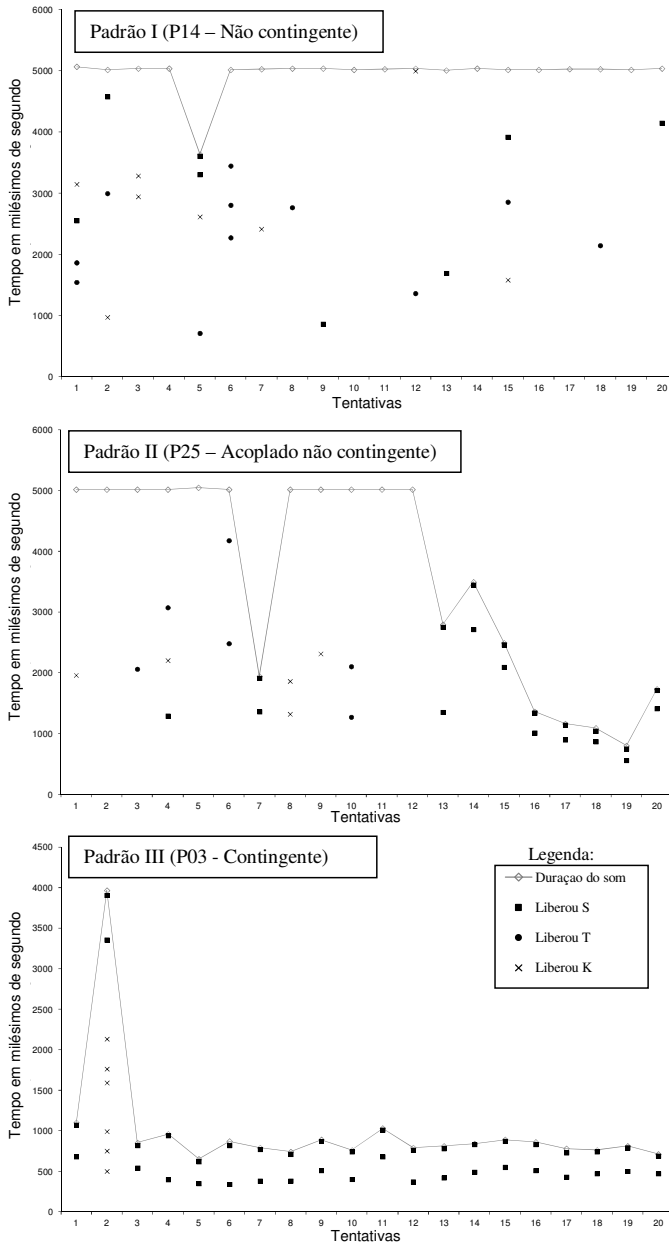 Padrão I (P14 – Não contingente)
Tempo em milésimos de segundo
6000
5000
4000
3000
2000
1000
0
1 2 3 4 5 6 7 8 9 10 11 12 13 14 15 16 17 18 19 20
Tentativas
Padrão II (P25 – Acoplado não contingente)
Tempo em milésimos de segundo
6000
5000
4000
3000
2000
1000
0
1 2 3 4 5 6 7 8 9 10 11 12 13 14 15 16 17 18 19 20
Tentativas
Padrão III (P03 - Contingente)
Tempo em milésimos de segundo
4500
4000
3500
3000
2500
2000
1500
1000
500
0
1 2 3 4 5 6 7 8 9 10 11 12 13 14 15 16 17 18 19 20
Tentativas
Legenda:
Duraçao do som
Liberou S
Liberou T
Liberou K